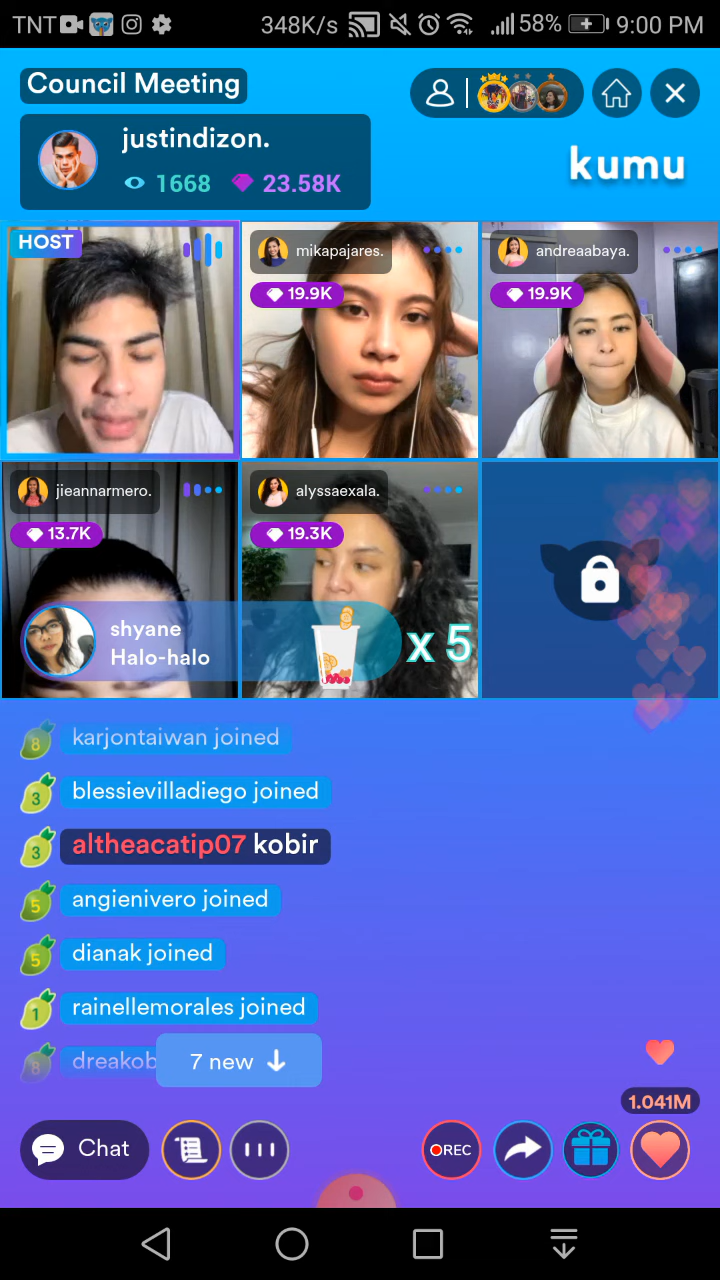 TNT 348K/s 58% 9:00 PM
Council Meeting
justindizon.
1668 23.58K
kumu
HOST
mikapajares.
19.9K
andreaabaya.
19.9K
jieannarmero.
13.7K
alyssaexala.
19.3K
shyane
Halo-halo
x 5
8 karjontaiwan joined
3 blessievilladiego joined
3 altheacatip07 kobir
5 angienivero joined
5 dianak joined
1 rainellemorales joined
8 dreakob
7 new
1.041M
Chat
REC